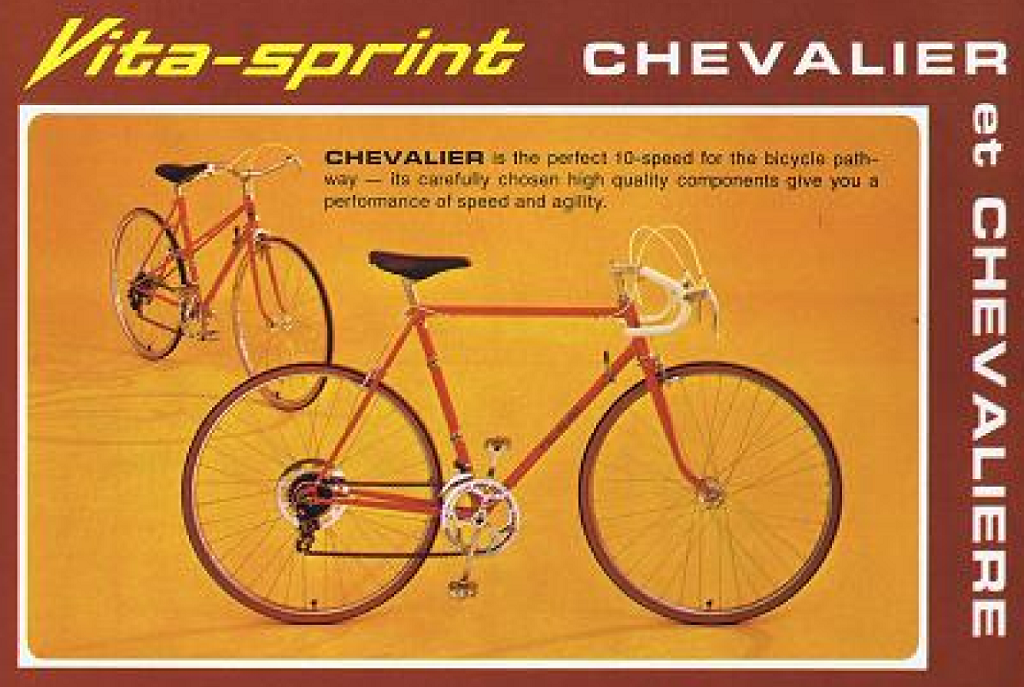 Vita-sprint CHEVALIER
et CHEVALIERE
CHEVALIER is the perfect 10-speed for the bicycle path-
way — its carefully chosen high quality components give you a
performance of speed and agility.